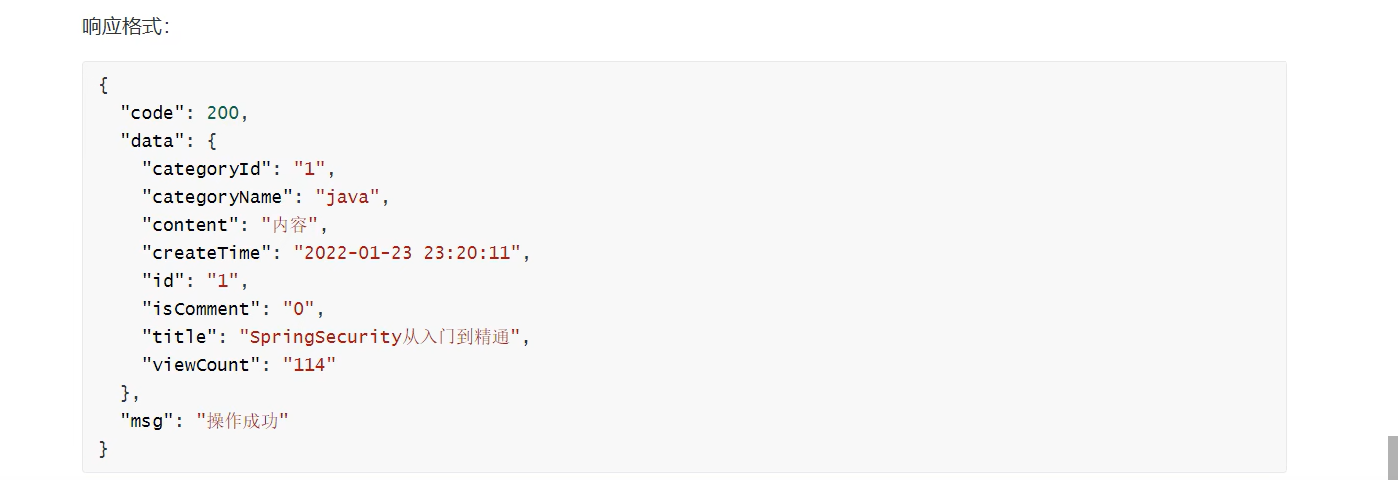 响应格式：
{
  "code": 200,
  "data": {
    "categoryId": "1",
    "categoryName": "java",
    "content": "内容",
    "createTime": "2022-01-23 23:20:11",
    "id": "1",
    "isComment": "0",
    "title": "SpringSecurity从入门到精通",
    "viewCount": "114"
  },
  "msg": "操作成功"
}